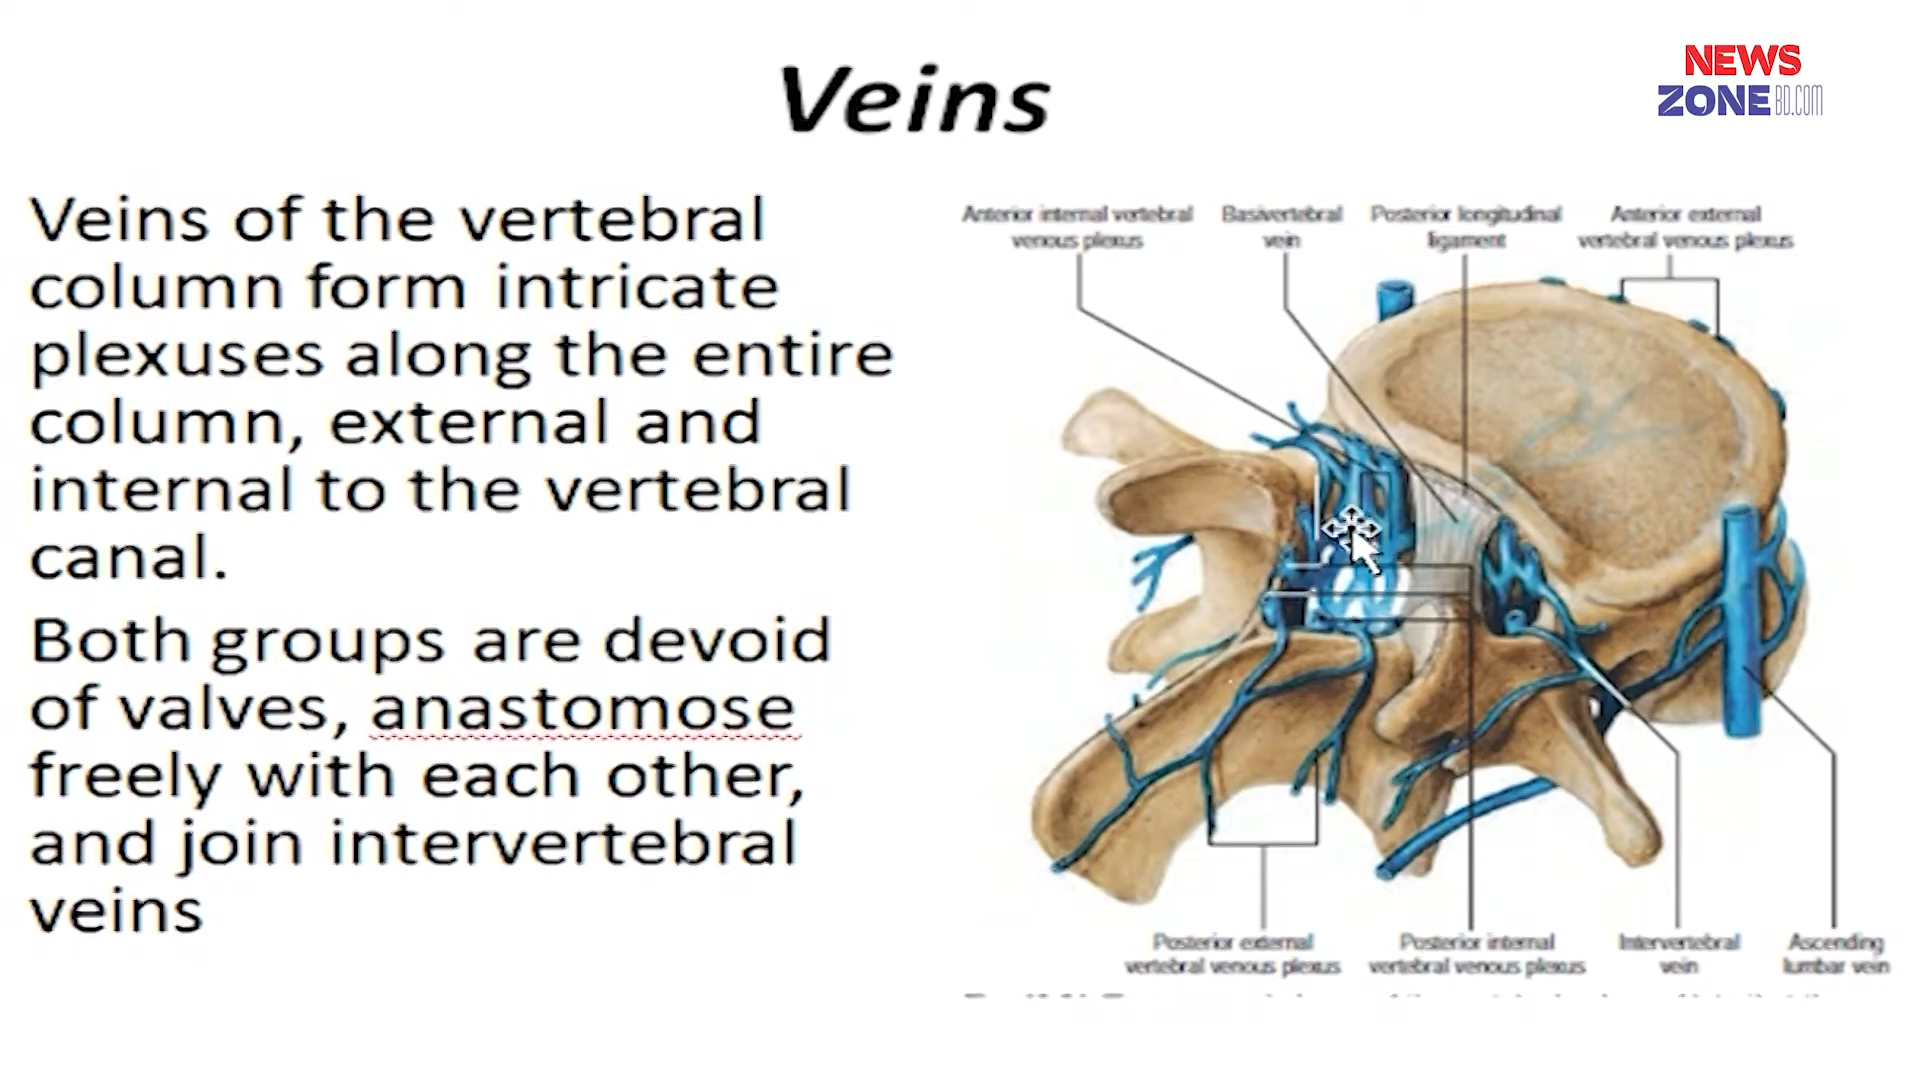 Veins
NEWS
ZONE BD.COM
Veins of the vertebral
column form intricate
plexuses along the entire
column, external and
internal to the vertebral
canal.
Both groups are devoid
of valves, anastomose
freely with each other,
and join intervertebral
veins
Anterior internal vertebral
venous plexus
Basivertebral
vein
Posterior longitudinal
ligament
Anterior external
vertebral venous plexus
Posterior external
vertebral venous plexus
Posterior internal
vertebral venous plexus
Intervertebral
vein
Ascending
lumbar vein